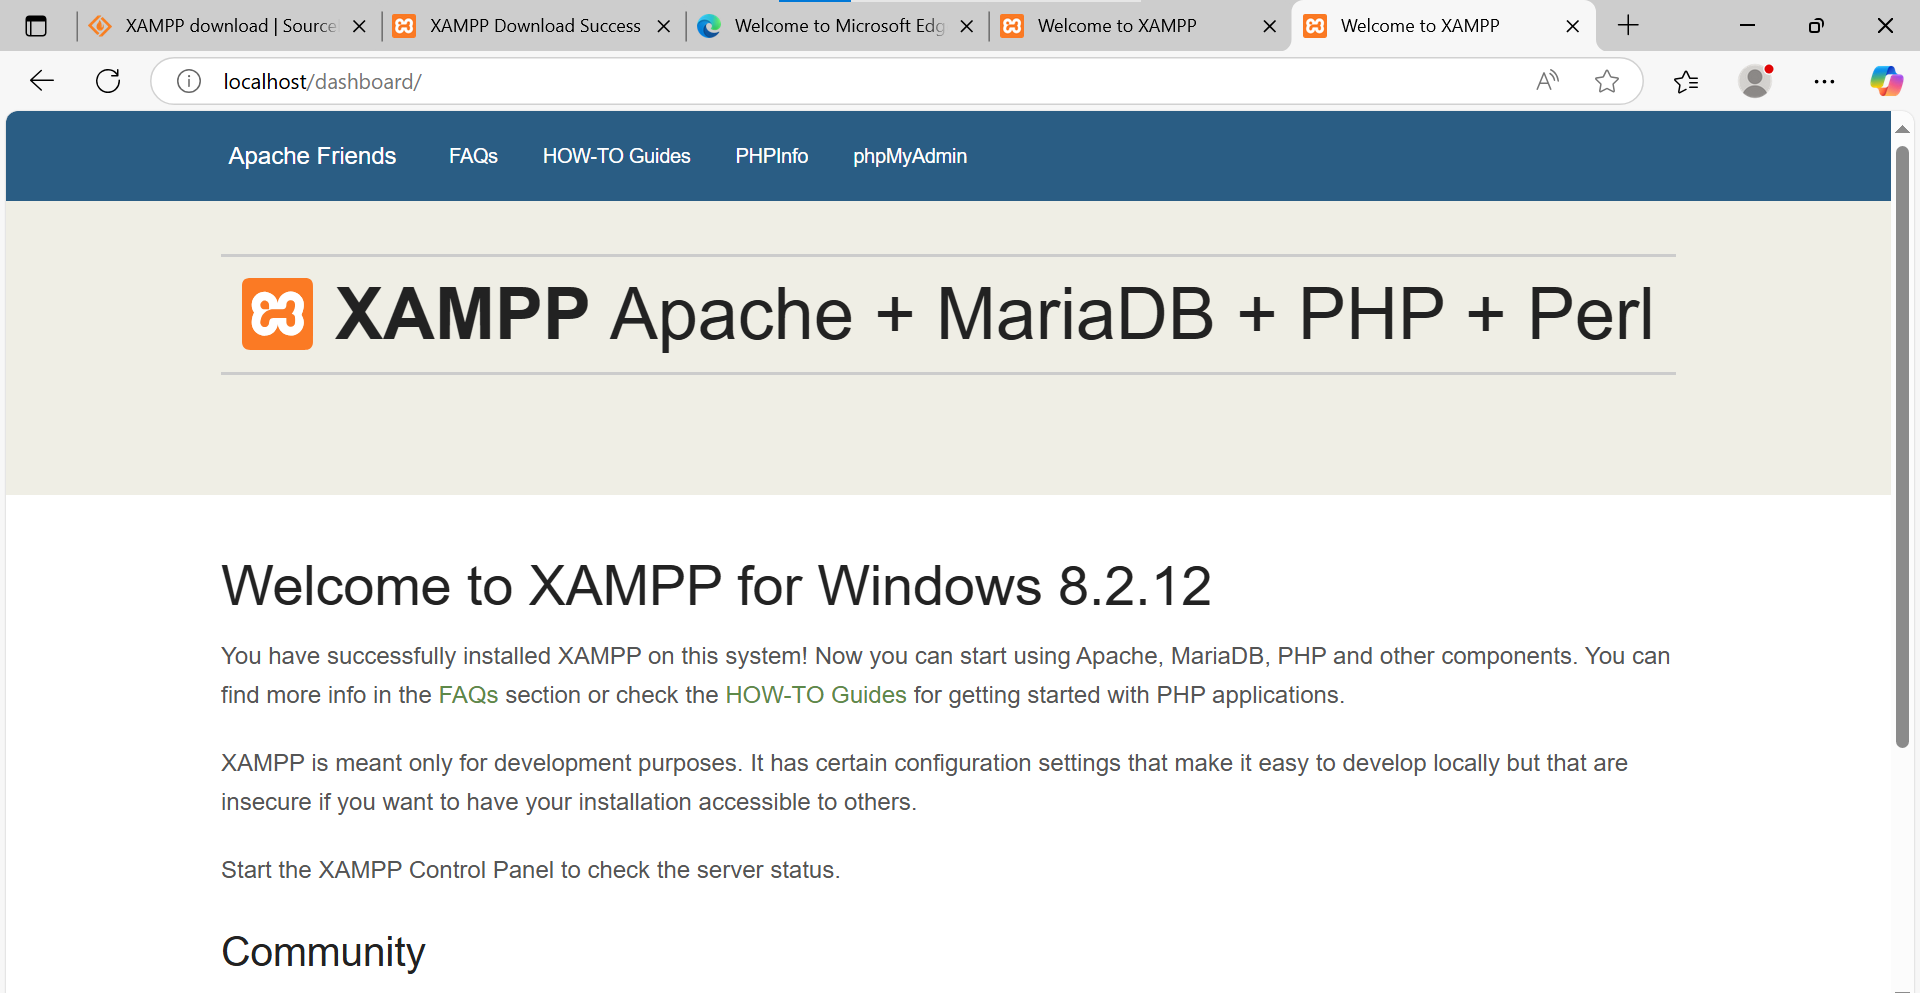 XAMPP download | Source
XAMPP Download Success
Welcome to Microsoft Edg
Welcome to XAMPP
Welcome to XAMPP
localhost/dashboard/
Apache Friends
FAQs
HOW-TO Guides
PHPInfo
phpMyAdmin
XAMPP Apache + MariaDB + PHP + Perl
Welcome to XAMPP for Windows 8.2.12
You have successfully installed XAMPP on this system! Now you can start using Apache, MariaDB, PHP and other components. You can
find more info in the FAQs section or check the HOW-TO Guides for getting started with PHP applications.
XAMPP is meant only for development purposes. It has certain configuration settings that make it easy to develop locally but that are
insecure if you want to have your installation accessible to others.
Start the XAMPP Control Panel to check the server status.
Community